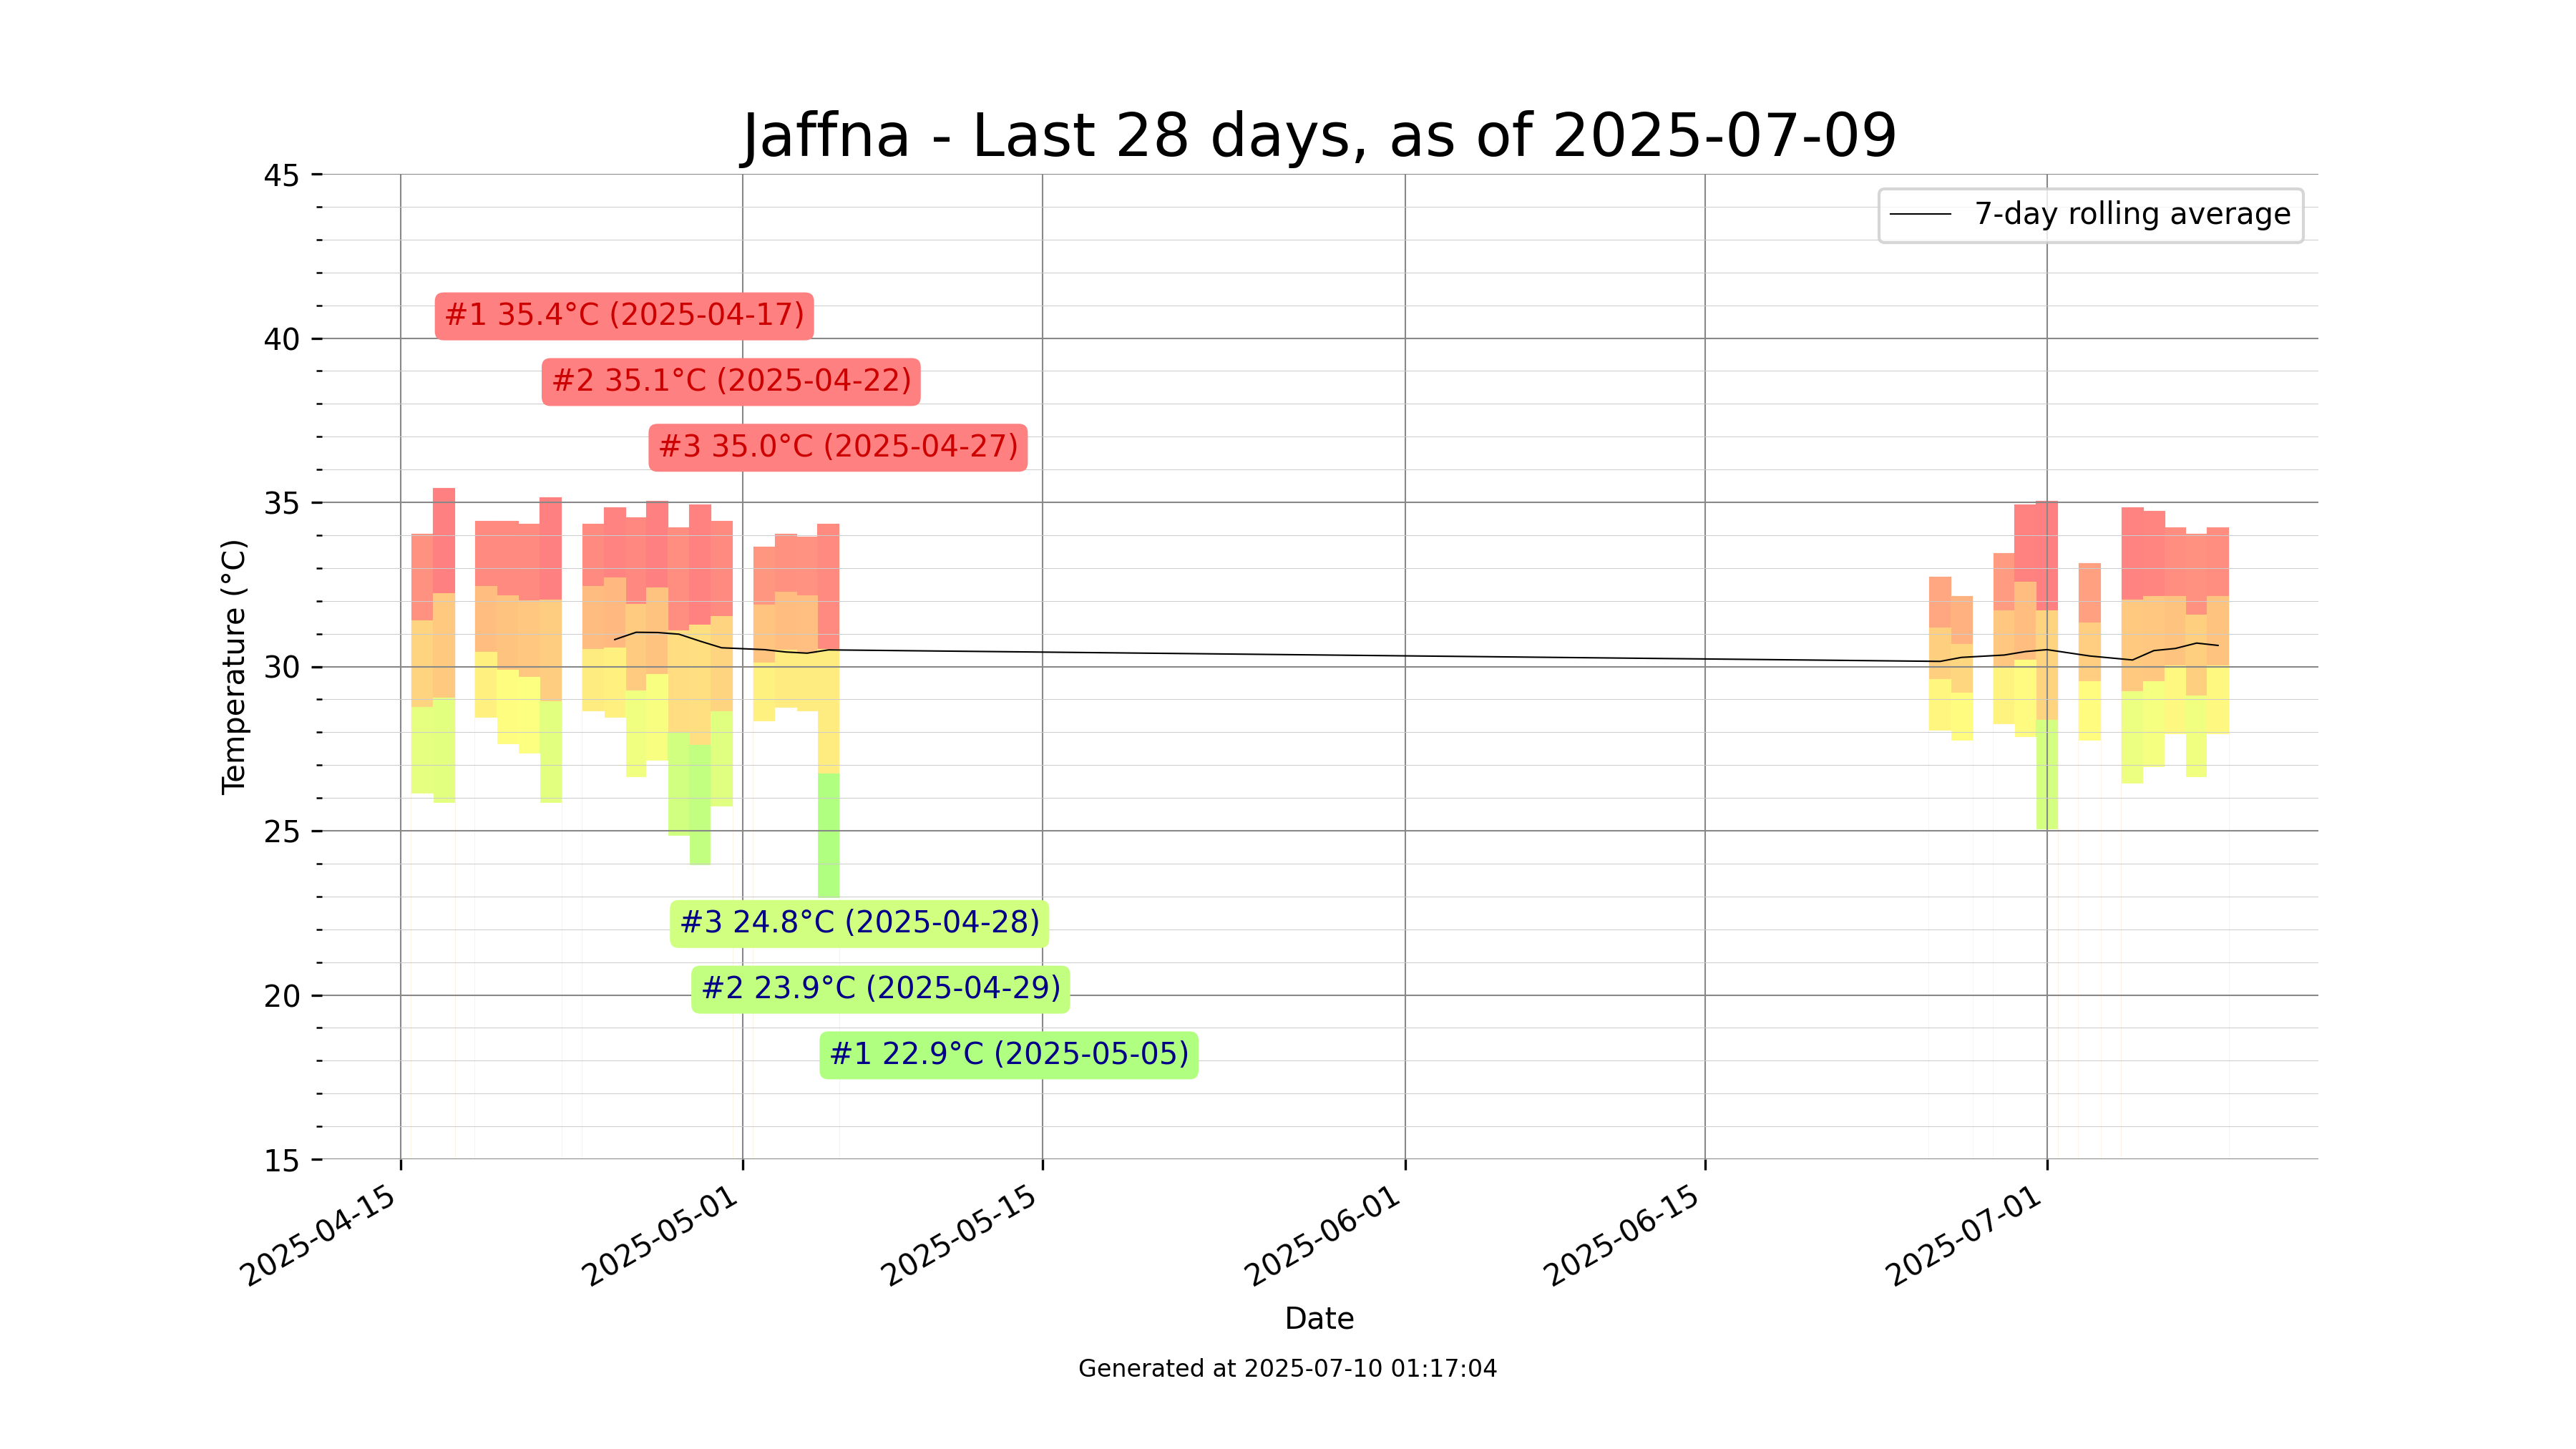 Jaffna - Last 28 days, as of 2025-07-09
45
7-day rolling average
#1 35.4°C (2025-04-17)
40
#2 35.1°C (2025-04-22)
#3 35.0°C (2025-04-27)
35
30
Temperature (°C)
25
#3 24.8°C (2025-04-28)
#2 23.9°C (2025-04-29)
20
#1 22.9°C (2025-05-05)
15
2025-04-15
2025-05-01
2025-05-15
2025-06-01
2025-06-15
2025-07-01
Date
Generated at 2025-07-10 01:17:04